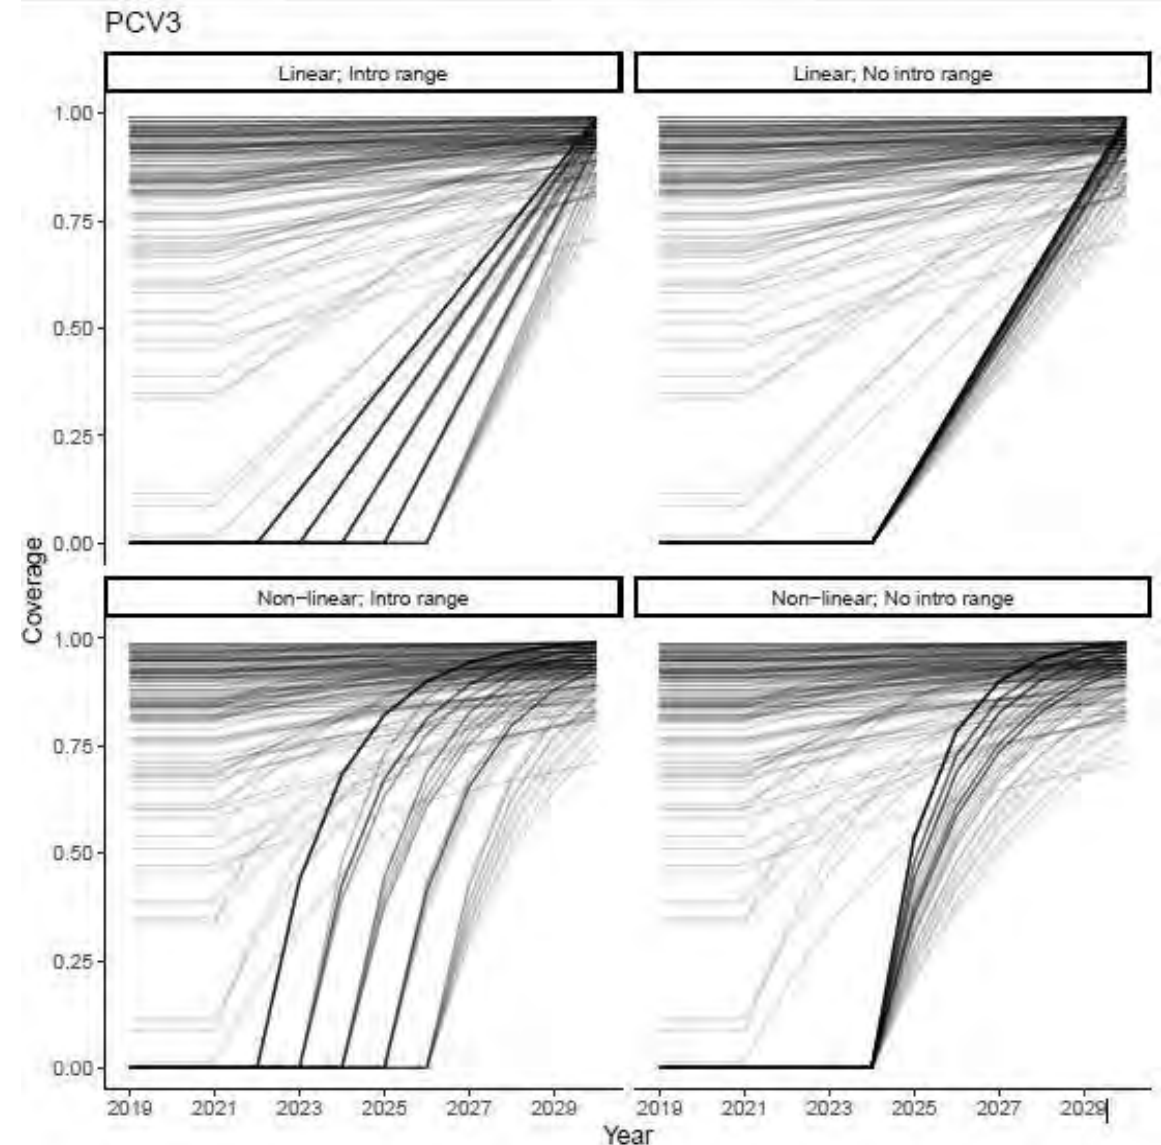 PCV3
Linear; Intro range
Linear; No intro range
1.00
0.75
0.50
0.25
0.00
Coverage
Non-linear; Intro range
Non-linear; No intro range
1.00
0.75
0.50
0.25
0.00
2019 2021 2023 2025 2027 2029
2019 2021 2023 2025 2027 2029
Year